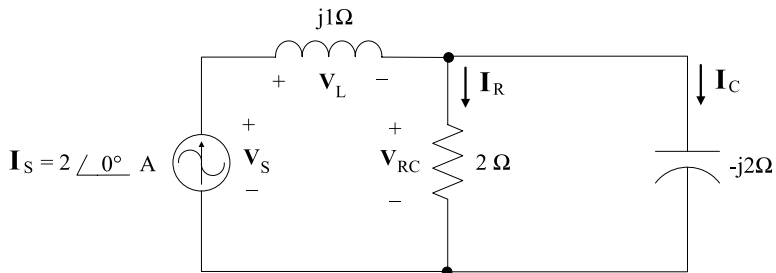 j1Ω
+ V_L −
I_R
I_C
I_S = 2 ∠ 0° A
+ V_S −
+ V_RC −
2 Ω
-j2Ω